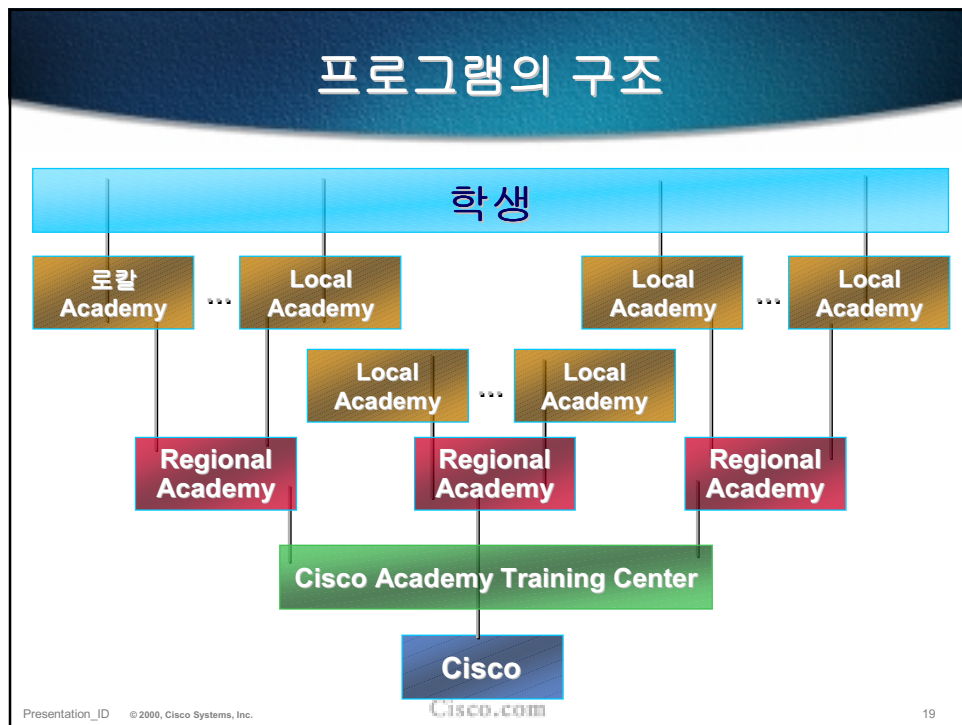 프로그램의 구조
학생
로칼
Academy
...
Local
Academy
Local
Academy
...
Local
Academy
Local
Academy
...
Local
Academy
Regional
Academy
Regional
Academy
Regional
Academy
Cisco Academy Training Center
Cisco
Presentation_ID
© 2000, Cisco Systems, Inc.
Cisco.com
19